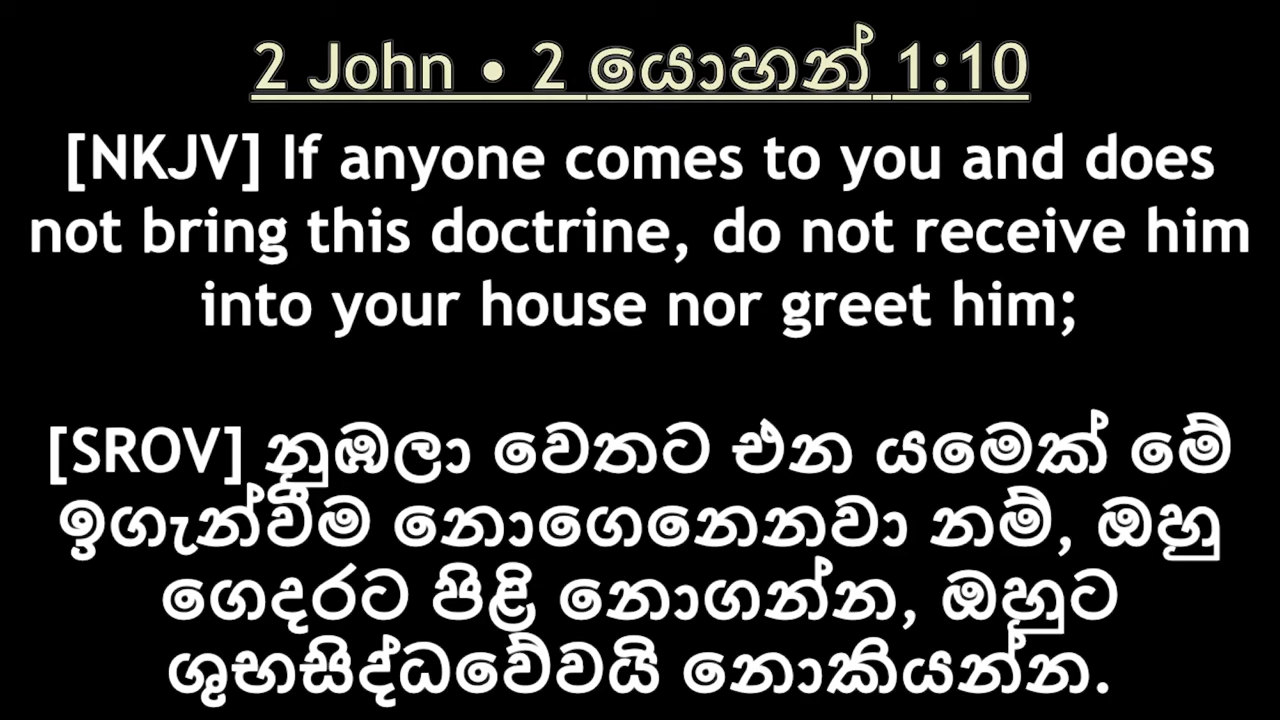 2 John • 2 යොහන් 1:10
[NKJV] If anyone comes to you and does
not bring this doctrine, do not receive him
into your house nor greet him;
[SROV] නුඹලා වෙතට එන යමෙක් මේ
ඉගැන්වීම නොගෙනෙනවා නම්, ඔහු
ගෙදරට පිළි නොගන්න, ඔහුට
ශුභසිද්ධවේවයි නොකියන්න.